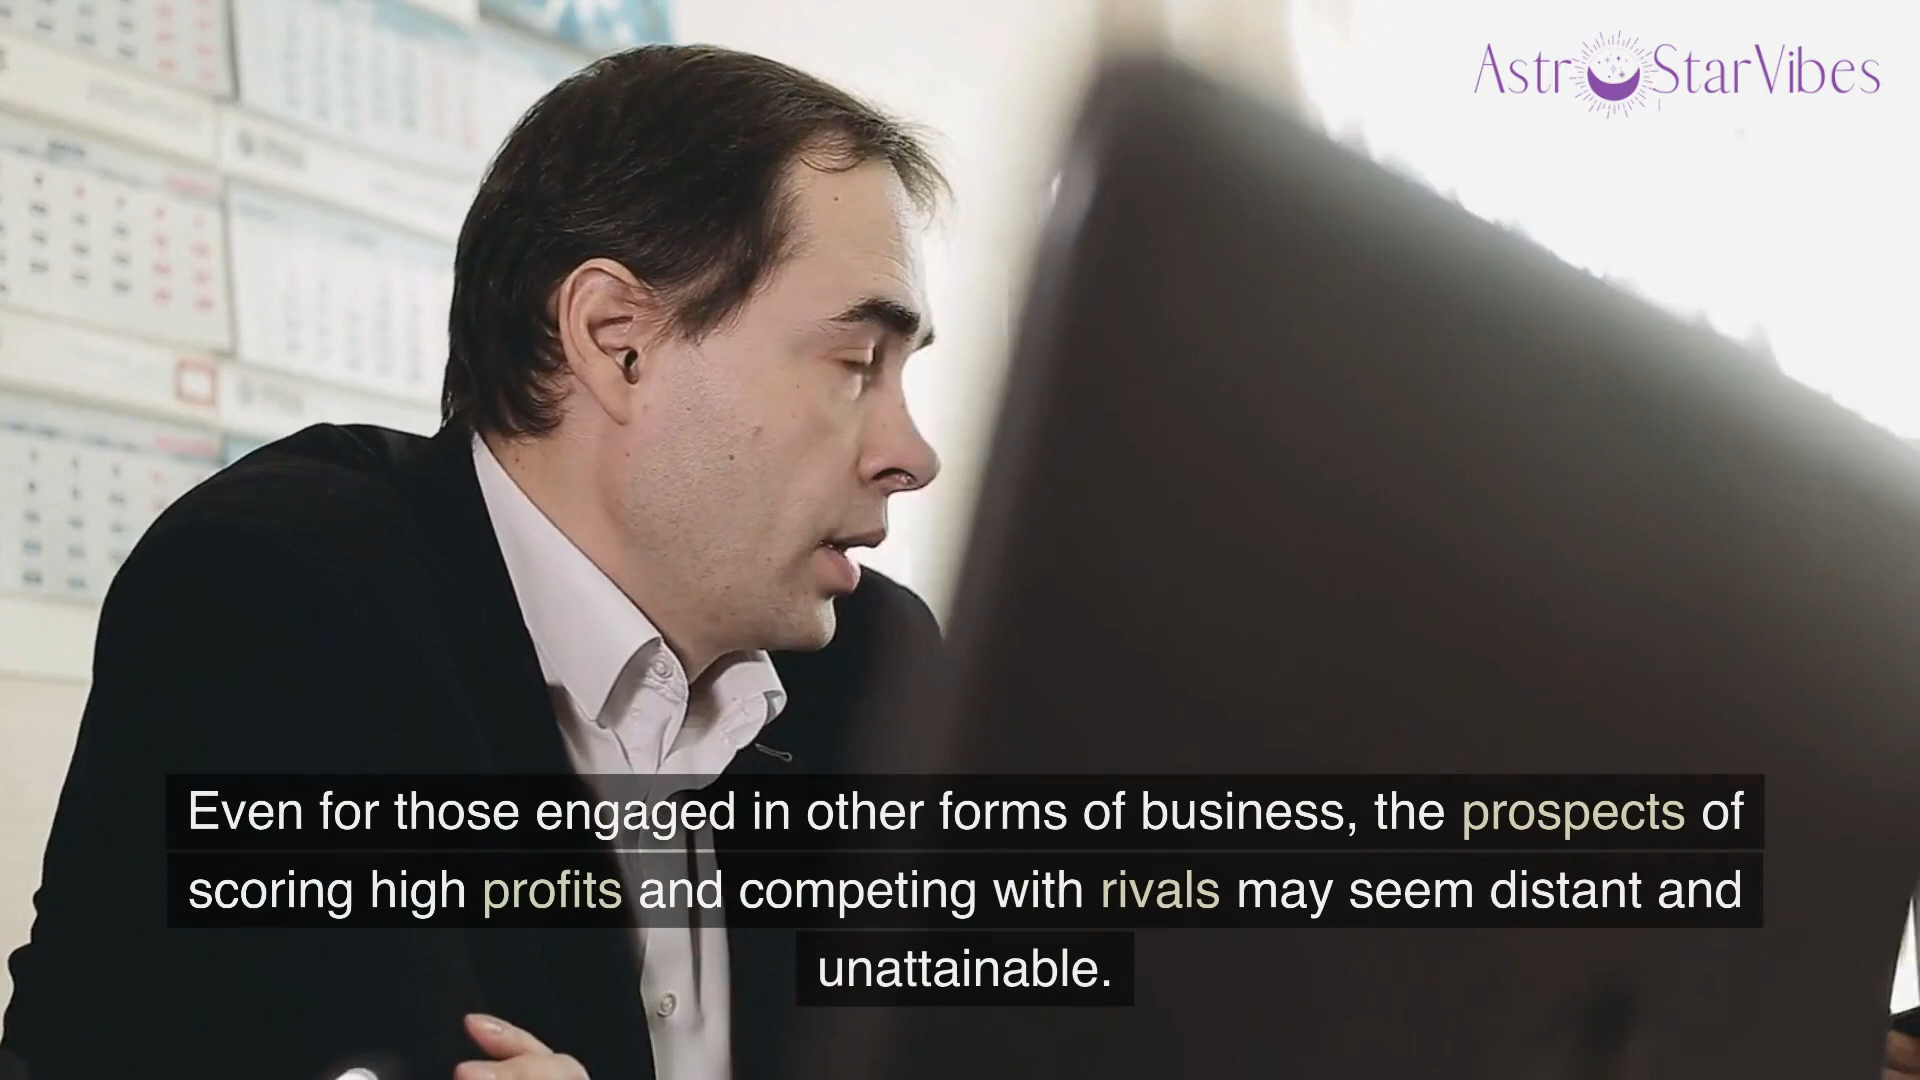 AstroStarVibes
Even for those engaged in other forms of business, the prospects of
scoring high profits and competing with rivals may seem distant and
unattainable.